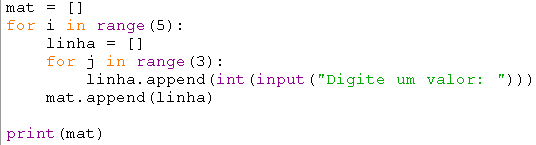 mat = []
for i in range(5):
    linha = []
    for j in range(3):
        linha.append(int(input("Digite um valor: ")))
    mat.append(linha)

print(mat)